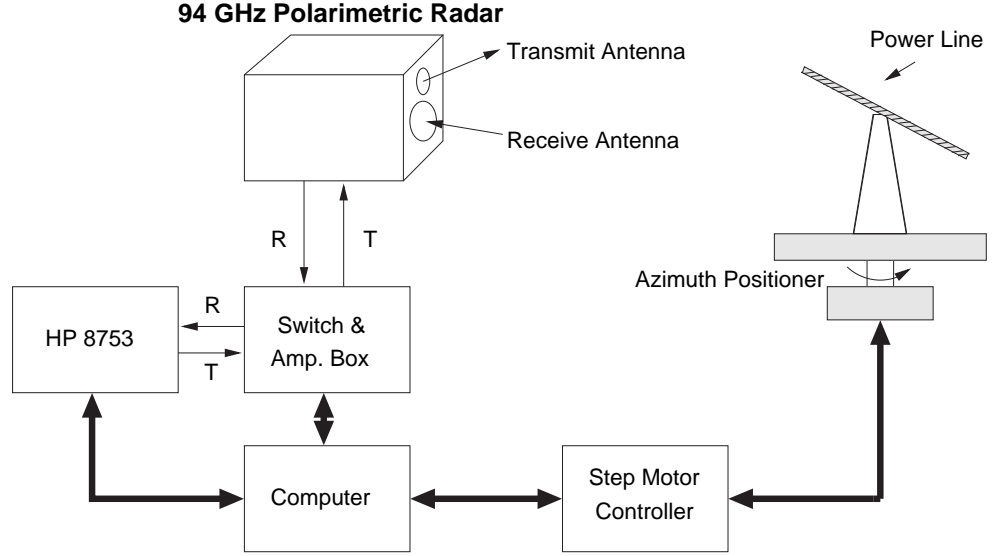 94 GHz Polarimetric Radar
Transmit Antenna
Power Line
Receive Antenna
R
T
Azimuth Positioner
HP 8753
R
T
Switch &
Amp. Box
Computer
Step Motor
Controller